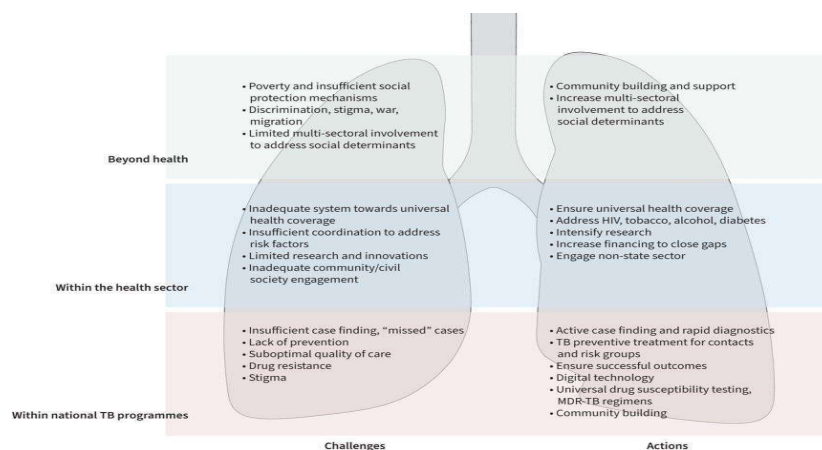 • Poverty and insufficient social
protection mechanisms
• Discrimination, stigma, war,
migration
• Limited multi-sectoral involvement
to address social determinants
• Community building and support
• Increase multi-sectoral
involvement to address
social determinants
Beyond health
• Inadequate system towards universal
health coverage
• Insufficient coordination to address
risk factors
• Limited research and innovations
• Inadequate community/civil
society engagement
• Ensure universal health coverage
• Address HIV, tobacco, alcohol, diabetes
• Intensify research
• Increase financing to close gaps
• Engage non-state sector
Within the health sector
• Insufficient case finding, “missed” cases
• Lack of prevention
• Suboptimal quality of care
• Drug resistance
• Stigma
• Active case finding and rapid diagnostics
• TB preventive treatment for contacts
and risk groups
• Ensure successful outcomes
• Digital technology
• Universal drug susceptibility testing,
MDR-TB regimens
• Community building
Within national TB programmes
Challenges
Actions